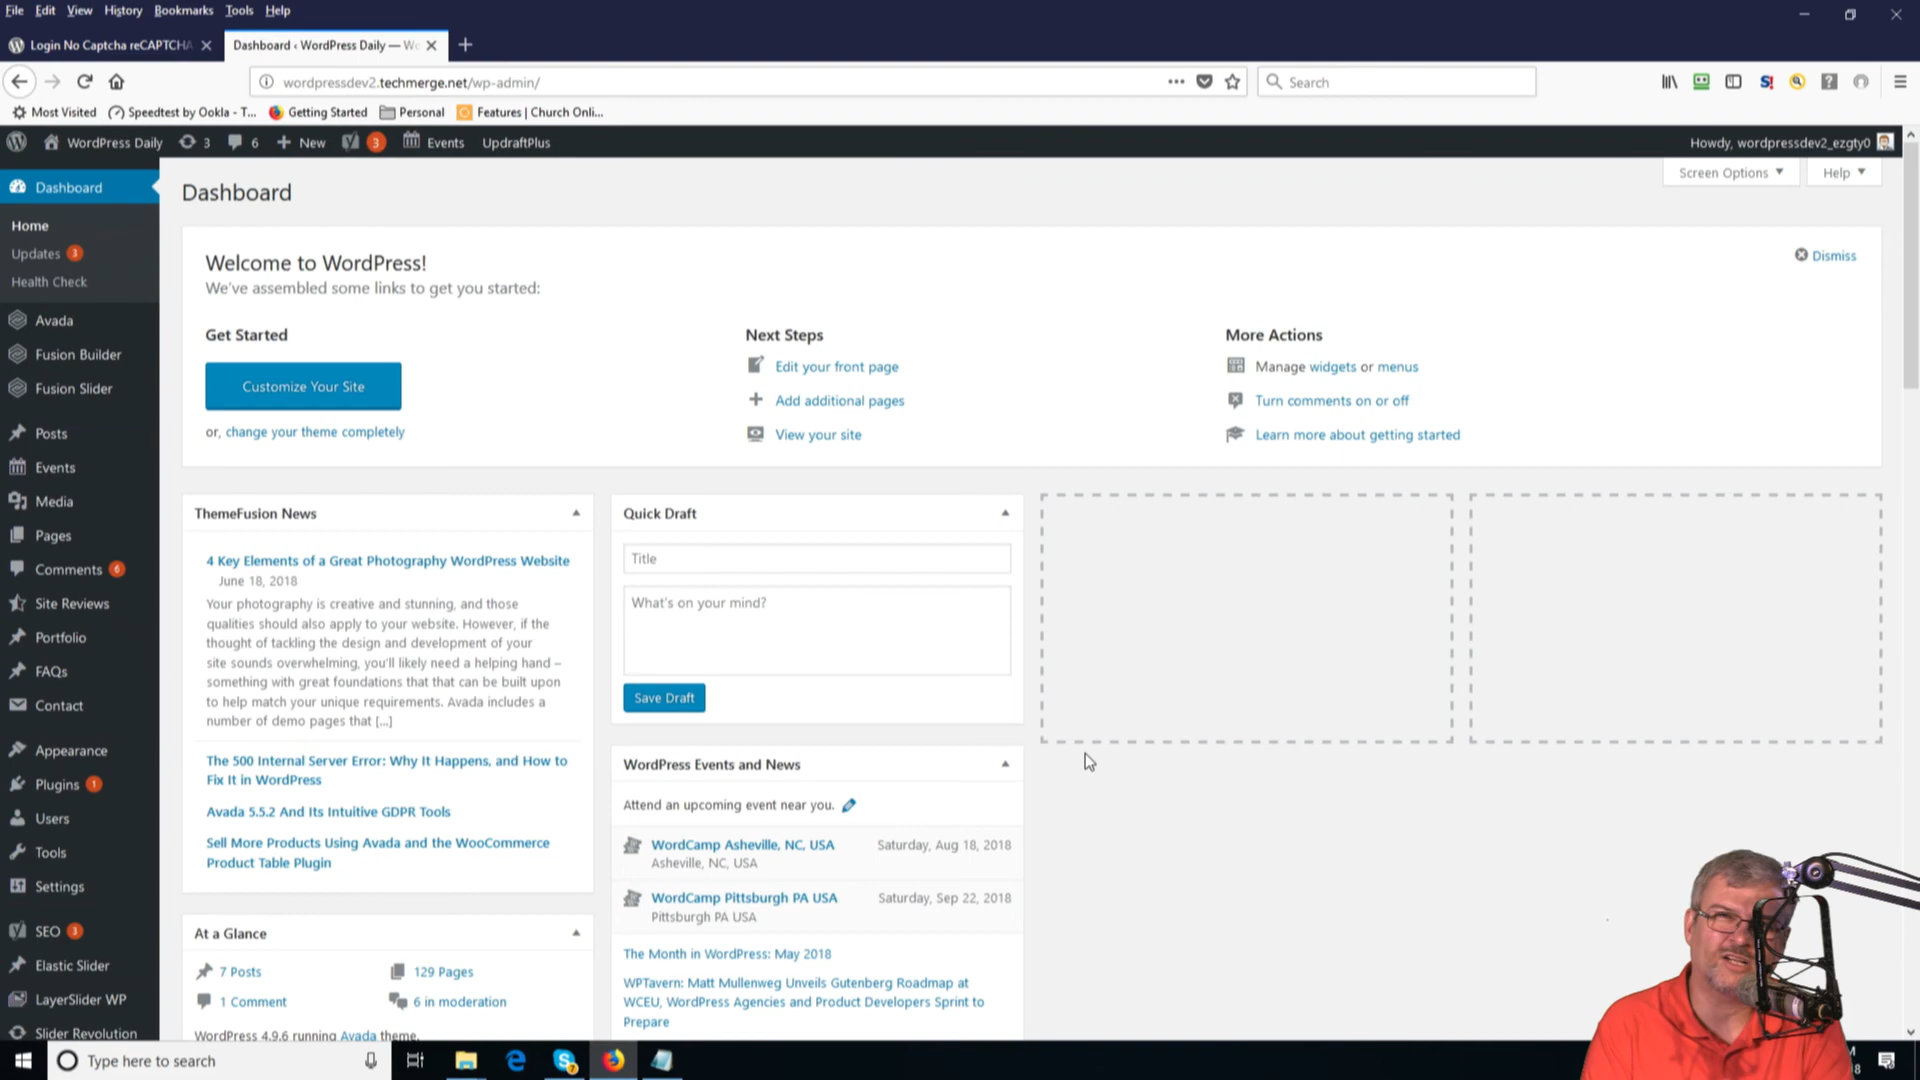 File Edit View History Bookmarks Tools Help
Login No Captcha reCAPTCHA
Dashboard ‹ WordPress Daily — Wo
wordpressdev2.techmerge.net/wp-admin/
Search
Most Visited Speedtest by Ookla - T... Getting Started Personal Features | Church Onli...
WordPress Daily 3 6 New 3 Events UpdraftPlus
Howdy, wordpressdev2_ezgty0
Screen Options Help
Dashboard
Home
Updates 3
Health Check
Avada
Fusion Builder
Fusion Slider
Posts
Events
Media
Pages
Comments 6
Site Reviews
Portfolio
FAQs
Contact
Appearance
Plugins 1
Users
Tools
Settings
SEO 3
Elastic Slider
LayerSlider WP
Slider Revolution
Dashboard
Welcome to WordPress!
Dismiss
We've assembled some links to get you started:
Get Started
Customize Your Site
or, change your theme completely
Next Steps
Edit your front page
Add additional pages
View your site
More Actions
Manage widgets or menus
Turn comments on or off
Learn more about getting started
ThemeFusion News
4 Key Elements of a Great Photography WordPress Website
June 18, 2018
Your photography is creative and stunning, and those
qualities should also apply to your website. However, if the
thought of tackling the design and development of your
site sounds overwhelming, you'll likely need a helping hand –
something with great foundations that that can be built upon
to help match your unique requirements. Avada includes a
number of demo pages that [...]
The 500 Internal Server Error: Why It Happens, and How to
Fix It in WordPress
Avada 5.5.2 And Its Intuitive GDPR Tools
Sell More Products Using Avada and the WooCommerce
Product Table Plugin
At a Glance
7 Posts 129 Pages
1 Comment 6 in moderation
WordPress 4.9.6 running Avada theme.
Quick Draft
Title
What's on your mind?
Save Draft
WordPress Events and News
Attend an upcoming event near you.
WordCamp Asheville, NC, USA Saturday, Aug 18, 2018
Asheville, NC, USA
WordCamp Pittsburgh PA USA Saturday, Sep 22, 2018
Pittsburgh PA USA
The Month in WordPress: May 2018
WPTavern: Matt Mullenweg Unveils Gutenberg Roadmap at
WCEU, WordPress Agencies and Product Developers Sprint to
Prepare
Type here to search